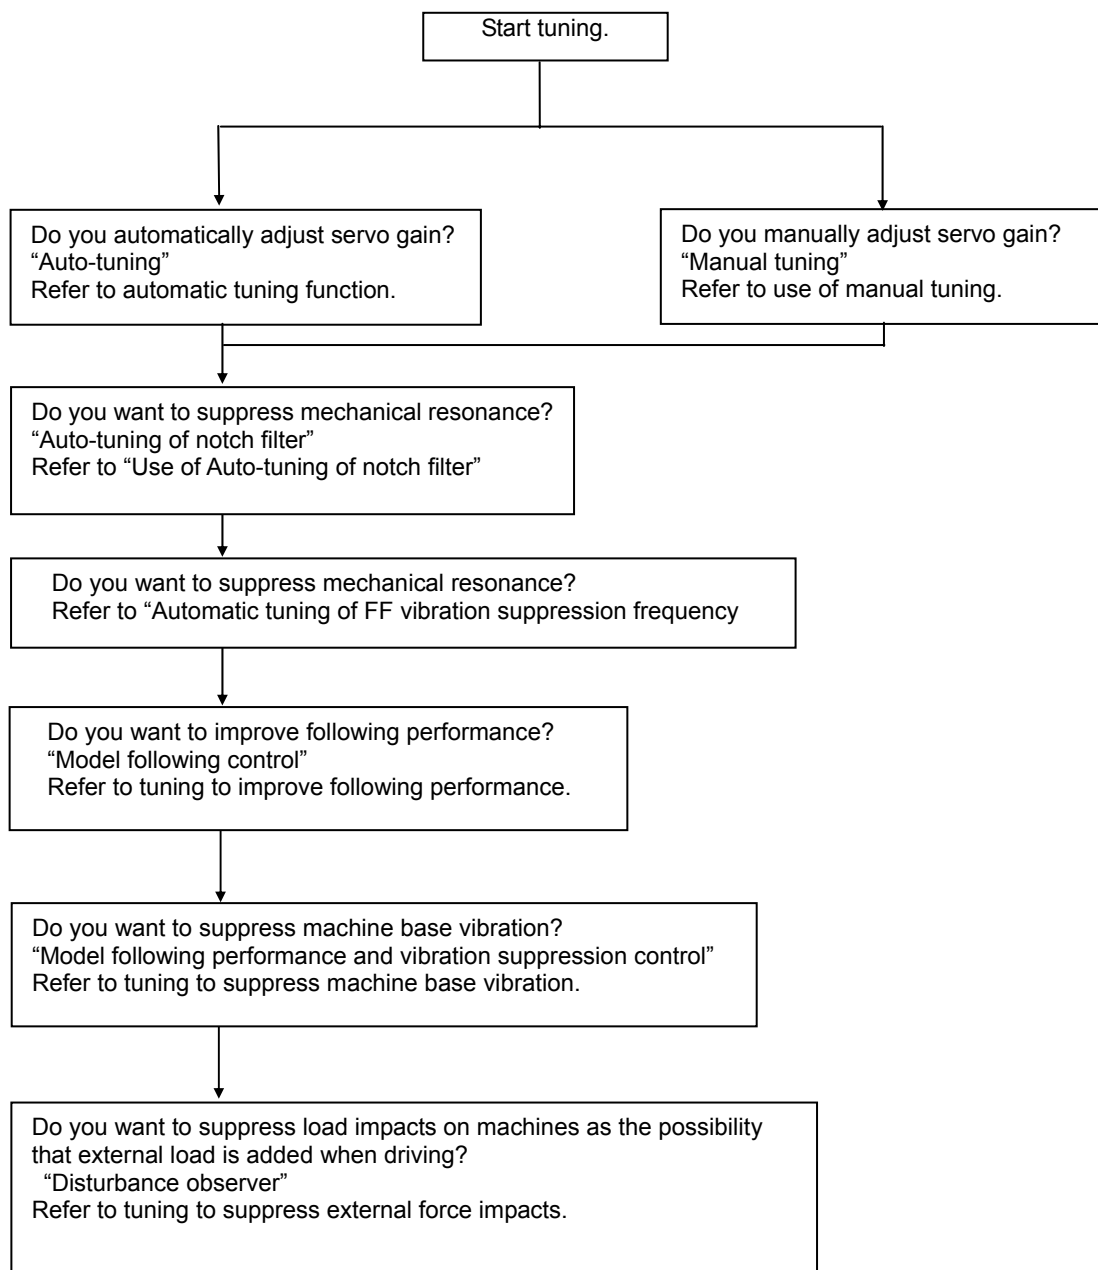 Start tuning.
Do you automatically adjust servo gain?
“Auto-tuning”
Refer to automatic tuning function.
Do you manually adjust servo gain?
“Manual tuning”
Refer to use of manual tuning.
Do you want to suppress mechanical resonance?
“Auto-tuning of notch filter”
Refer to “Use of Auto-tuning of notch filter”
Do you want to suppress mechanical resonance?
Refer to “Automatic tuning of FF vibration suppression frequency
Do you want to improve following performance?
“Model following control”
Refer to tuning to improve following performance.
Do you want to suppress machine base vibration?
“Model following performance and vibration suppression control”
Refer to tuning to suppress machine base vibration.
Do you want to suppress load impacts on machines as the possibility
that external load is added when driving?
“Disturbance observer”
Refer to tuning to suppress external force impacts.